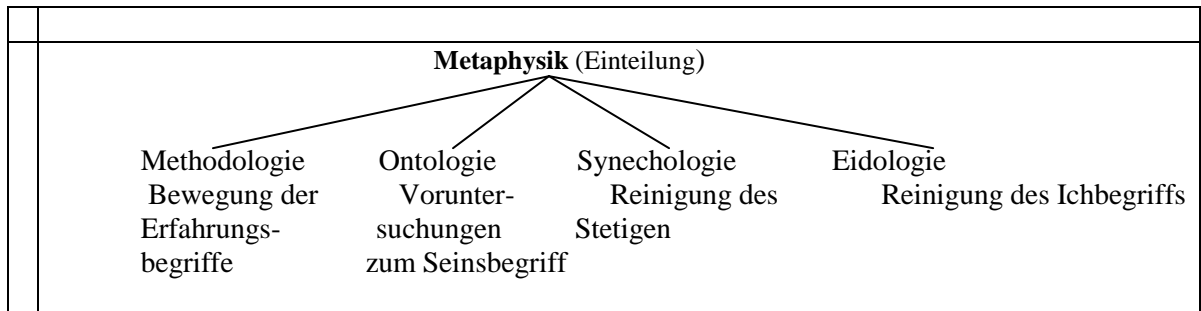 Metaphysik (Einteilung)
Methodologie Ontologie Synechologie Eidologie
Bewegung der Vorunter- Reinigung des Reinigung des Ichbegriffs
Erfahrungs- suchungen Stetigen
begriffe zum Seinsbegriff